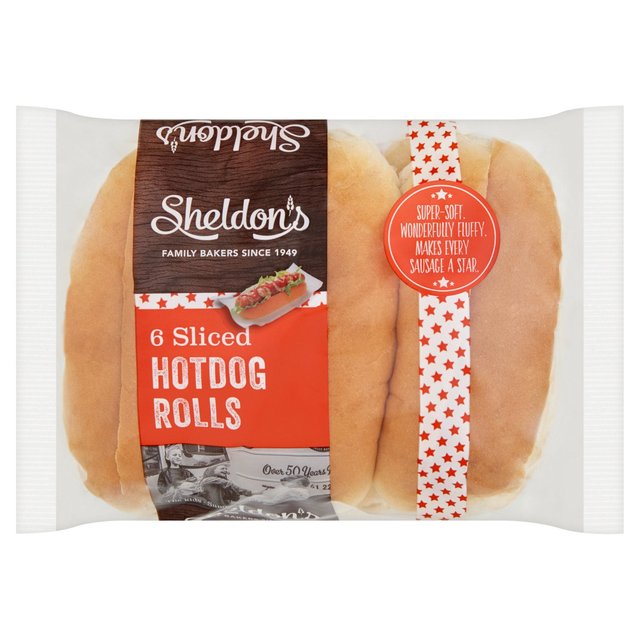 Sheldon's
Sheldon's
FAMILY BAKERS SINCE 1949
6 Sliced
HOTDOG
ROLLS
SUPER-SOFT.
WONDERFULLY FLUFFY.
MAKES EVERY
SAUSAGE A STAR.
Over 50 Years